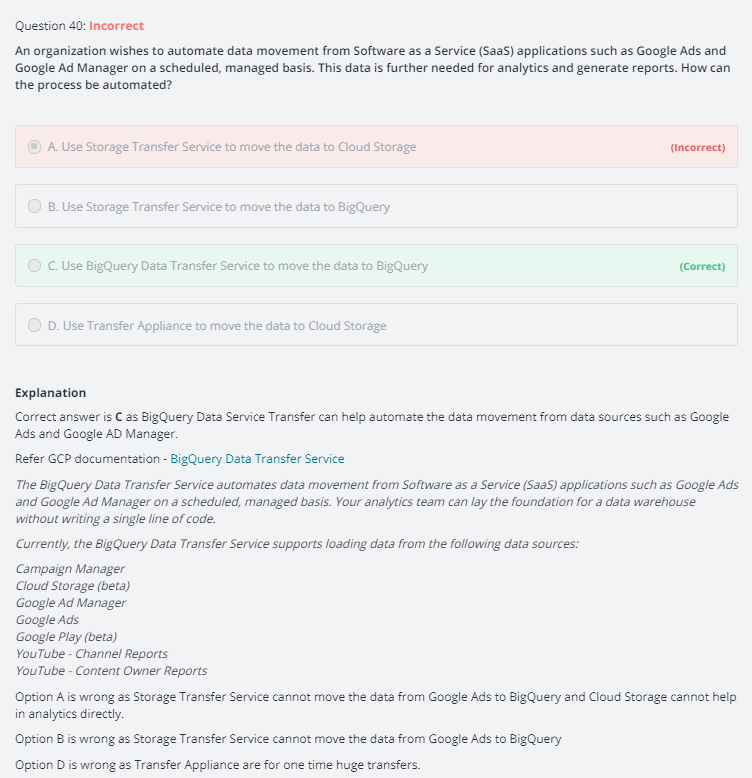 Question 40: Incorrect
An organization wishes to automate data movement from Software as a Service (SaaS) applications such as Google Ads and
Google Ad Manager on a scheduled, managed basis. This data is further needed for analytics and generate reports. How can
the process be automated?
A. Use Storage Transfer Service to move the data to Cloud Storage (Incorrect)
B. Use Storage Transfer Service to move the data to BigQuery
C. Use BigQuery Data Transfer Service to move the data to BigQuery (Correct)
D. Use Transfer Appliance to move the data to Cloud Storage
Explanation
Correct answer is C as BigQuery Data Service Transfer can help automate the data movement from data sources such as Google
Ads and Google AD Manager.
Refer GCP documentation - BigQuery Data Transfer Service
The BigQuery Data Transfer Service automates data movement from Software as a Service (SaaS) applications such as Google Ads
and Google Ad Manager on a scheduled, managed basis. Your analytics team can lay the foundation for a data warehouse
without writing a single line of code.
Currently, the BigQuery Data Transfer Service supports loading data from the following data sources:
Campaign Manager
Cloud Storage (beta)
Google Ad Manager
Google Ads
Google Play (beta)
YouTube - Channel Reports
YouTube - Content Owner Reports
Option A is wrong as Storage Transfer Service cannot move the data from Google Ads to BigQuery and Cloud Storage cannot help
in analytics directly.
Option B is wrong as Storage Transfer Service cannot move the data from Google Ads to BigQuery
Option D is wrong as Transfer Appliance are for one time huge transfers.